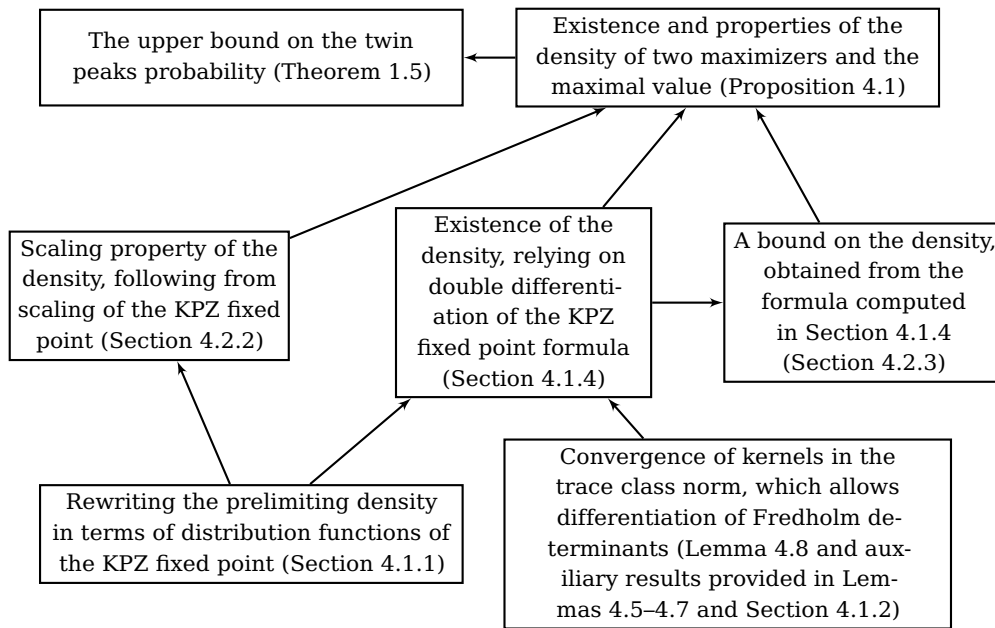 The upper bound on the twin
peaks probability (Theorem 1.5)
Existence and properties of the
density of two maximizers and the
maximal value (Proposition 4.1)
Scaling property of the
density, following from
scaling of the KPZ fixed
point (Section 4.2.2)
Existence of the
density, relying on
double differenti-
ation of the KPZ
fixed point formula
(Section 4.1.4)
A bound on the density,
obtained from the
formula computed
in Section 4.1.4
(Section 4.2.3)
Rewriting the prelimiting density
in terms of distribution functions of
the KPZ fixed point (Section 4.1.1)
Convergence of kernels in the
trace class norm, which allows
differentiation of Fredholm de-
terminants (Lemma 4.8 and aux-
iliary results provided in Lem-
mas 4.5–4.7 and Section 4.1.2)